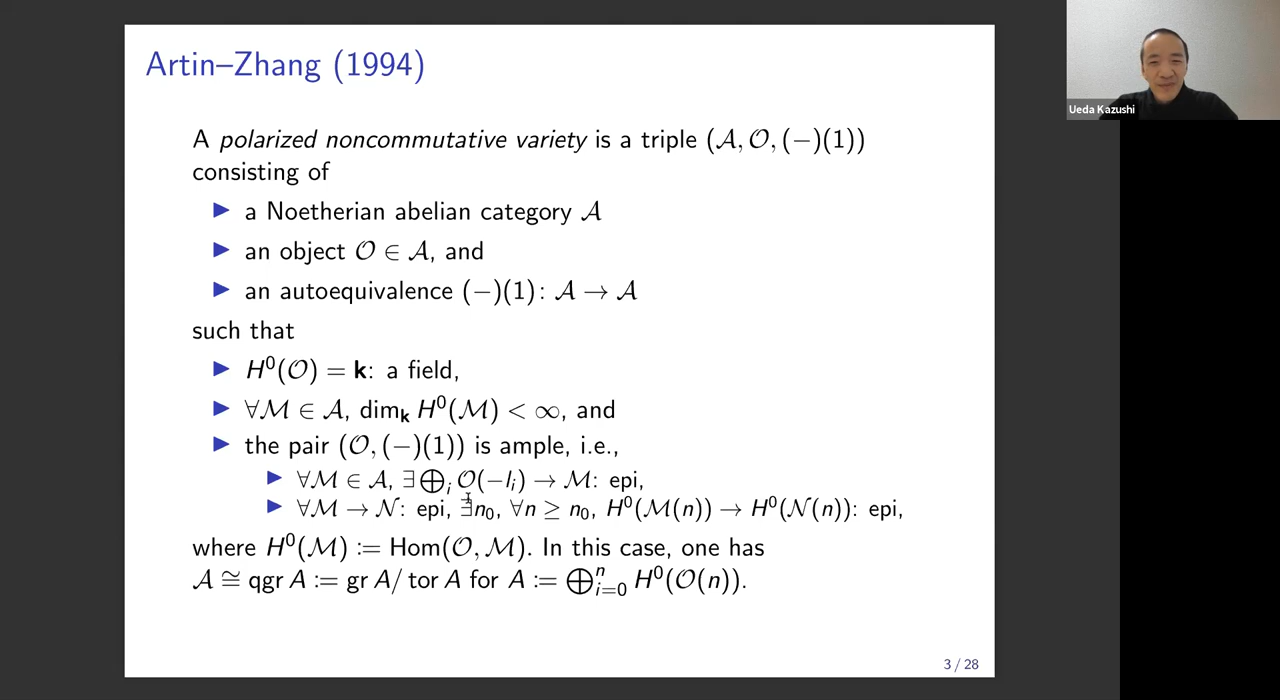 Artin–Zhang (1994)
A polarized noncommutative variety is a triple (𝒜, 𝒪, (−)(1))
consisting of
▶ a Noetherian abelian category 𝒜
▶ an object 𝒪 ∈ 𝒜, and
▶ an autoequivalence (−)(1): 𝒜 → 𝒜
such that
▶ H⁰(𝒪) = 𝐤: a field,
▶ ∀ℳ ∈ 𝒜, dim𝐤 H⁰(ℳ) < ∞, and
▶ the pair (𝒪, (−)(1)) is ample, i.e.,
▶ ∀ℳ ∈ 𝒜, ∃⨁ᵢ 𝒪(−lᵢ) → ℳ: epi,
▶ ∀ℳ → 𝒩: epi, ∃n₀, ∀n ≥ n₀, H⁰(ℳ(n)) → H⁰(𝒩(n)): epi,
where H⁰(ℳ) := Hom(𝒪, ℳ). In this case, one has
𝒜 ≅ qgr A := gr A/ tor A for A := ⨁ⁿᵢ₌₀ H⁰(𝒪(n)).
3 / 28
Ueda Kazushi